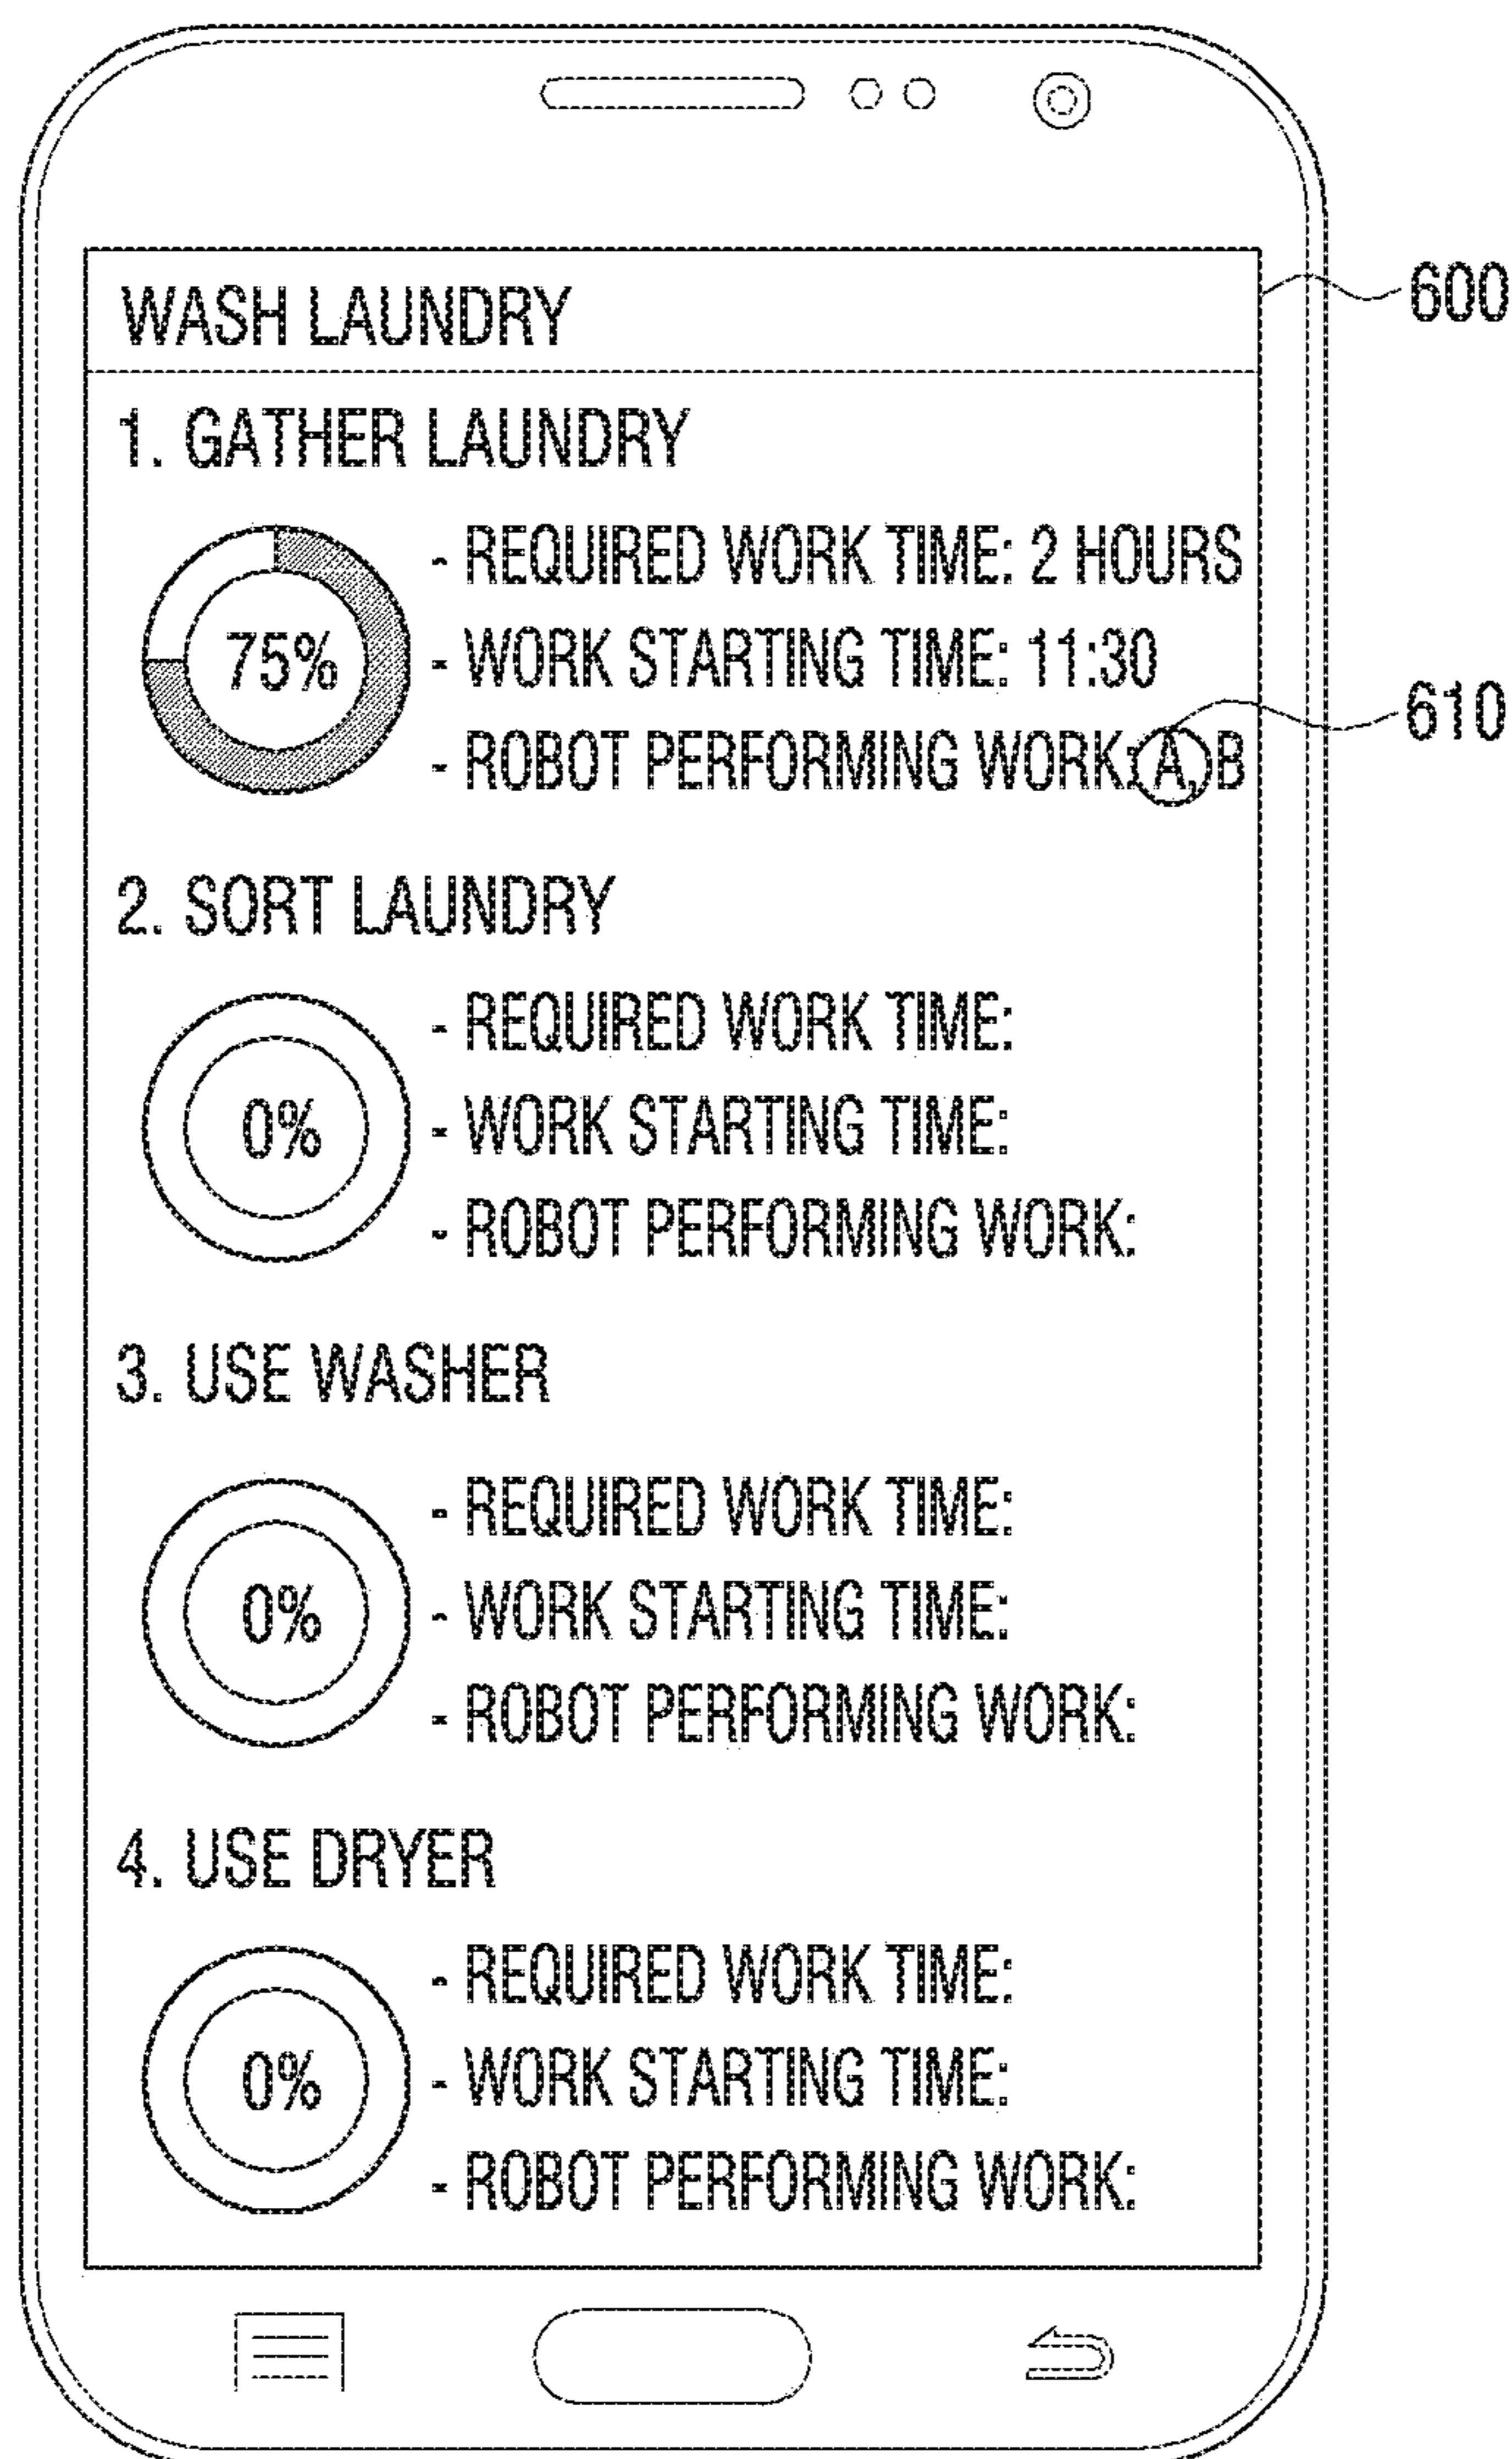 WASH LAUNDRY
600
1. GATHER LAUNDRY
75%
- REQUIRED WORK TIME: 2 HOURS
- WORK STARTING TIME: 11:30
- ROBOT PERFORMING WORK: A, B
610
2. SORT LAUNDRY
0%
- REQUIRED WORK TIME:
- WORK STARTING TIME:
- ROBOT PERFORMING WORK:
3. USE WASHER
0%
- REQUIRED WORK TIME:
- WORK STARTING TIME:
- ROBOT PERFORMING WORK:
4. USE DRYER
0%
- REQUIRED WORK TIME:
- WORK STARTING TIME:
- ROBOT PERFORMING WORK: